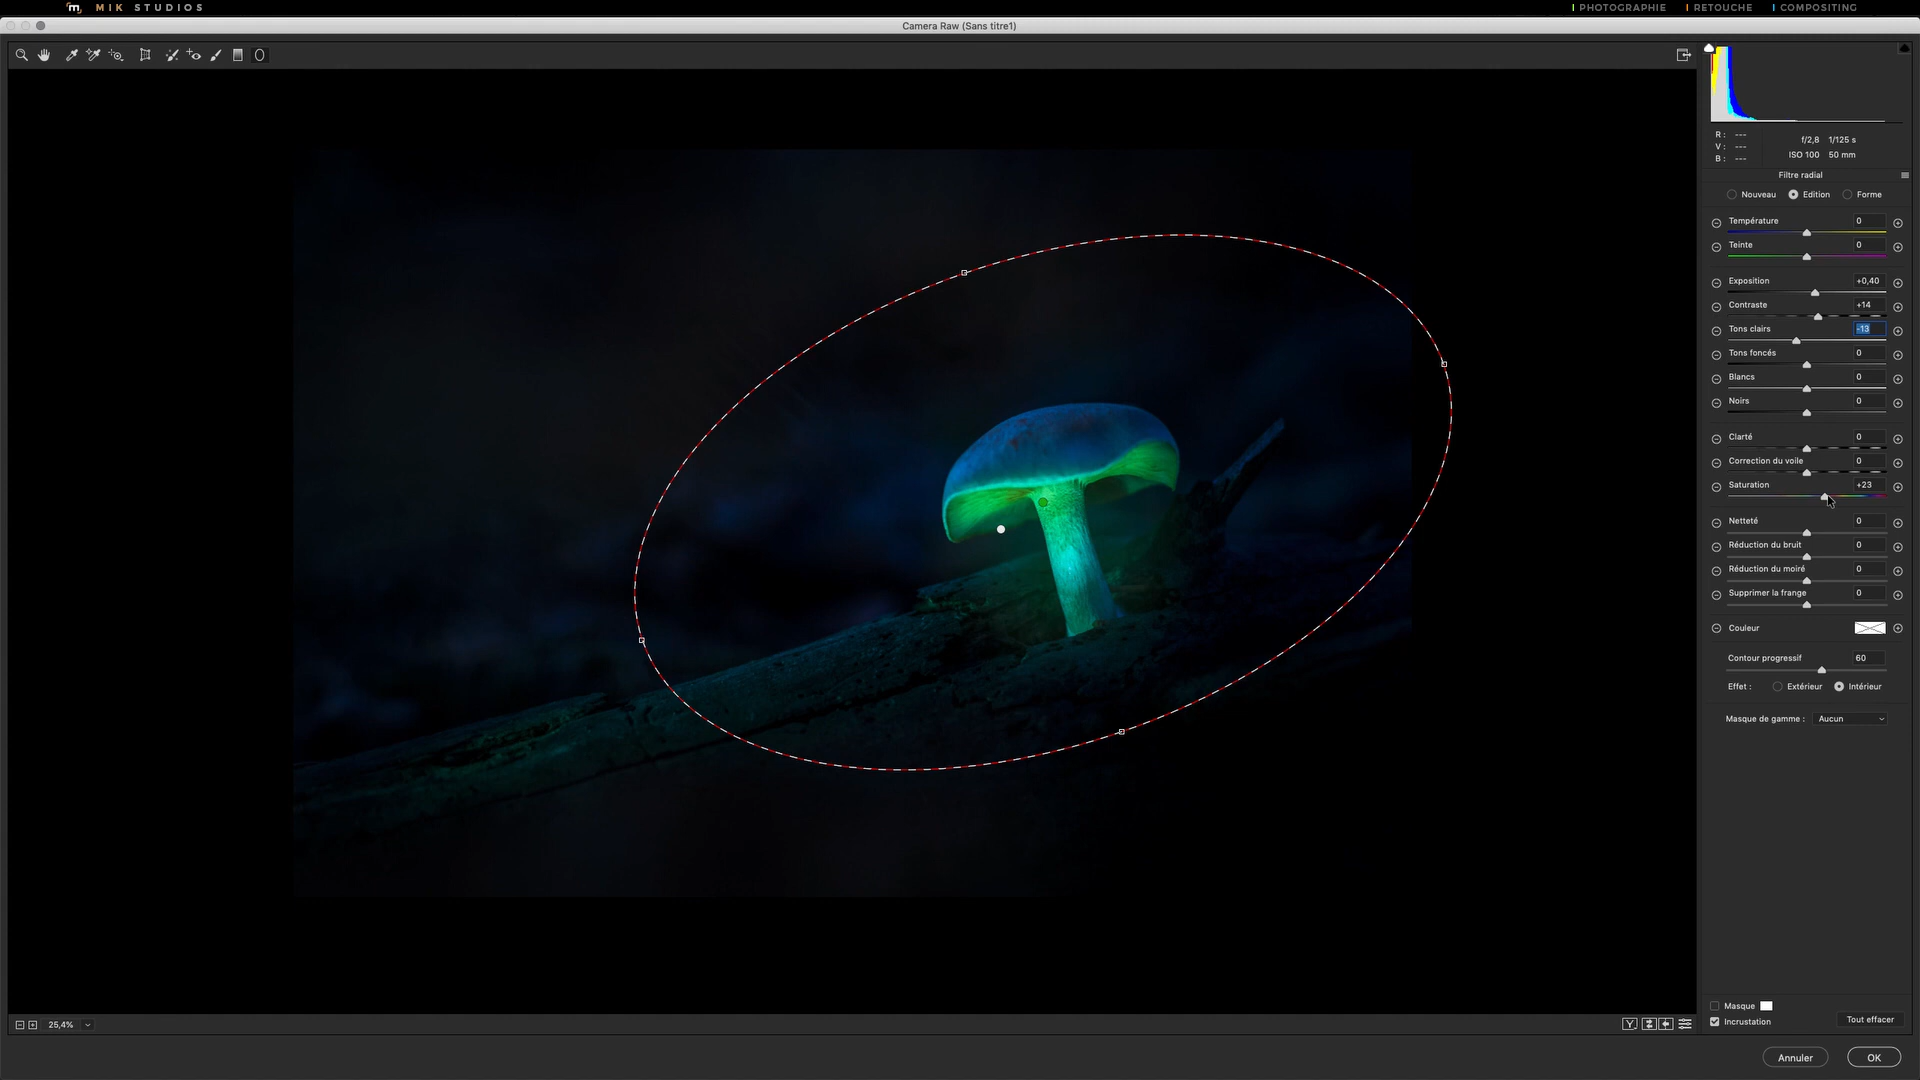 MIK STUDIOS
PHOTOGRAPHIE RETOUCHE COMPOSITING
Camera Raw (Sans titre1)
R : ---
V : ---
B : ---
f/2,8 1/125 s
ISO 100 50 mm
Filtre radial
Nouveau Edition Forme
Température 0
Teinte 0
Exposition +0,40
Contraste +14
Tons clairs -13
Tons foncés 0
Blancs 0
Noirs 0
Clarté 0
Correction du voile 0
Saturation +23
Netteté 0
Réduction du bruit 0
Réduction du moiré 0
Supprimer la frange 0
Couleur
Contour progressif 60
Effet : Extérieur Intérieur
Masque de gamme : Aucun
Masque
Incrustation
Tout effacer
25,4%
Y
Annuler OK